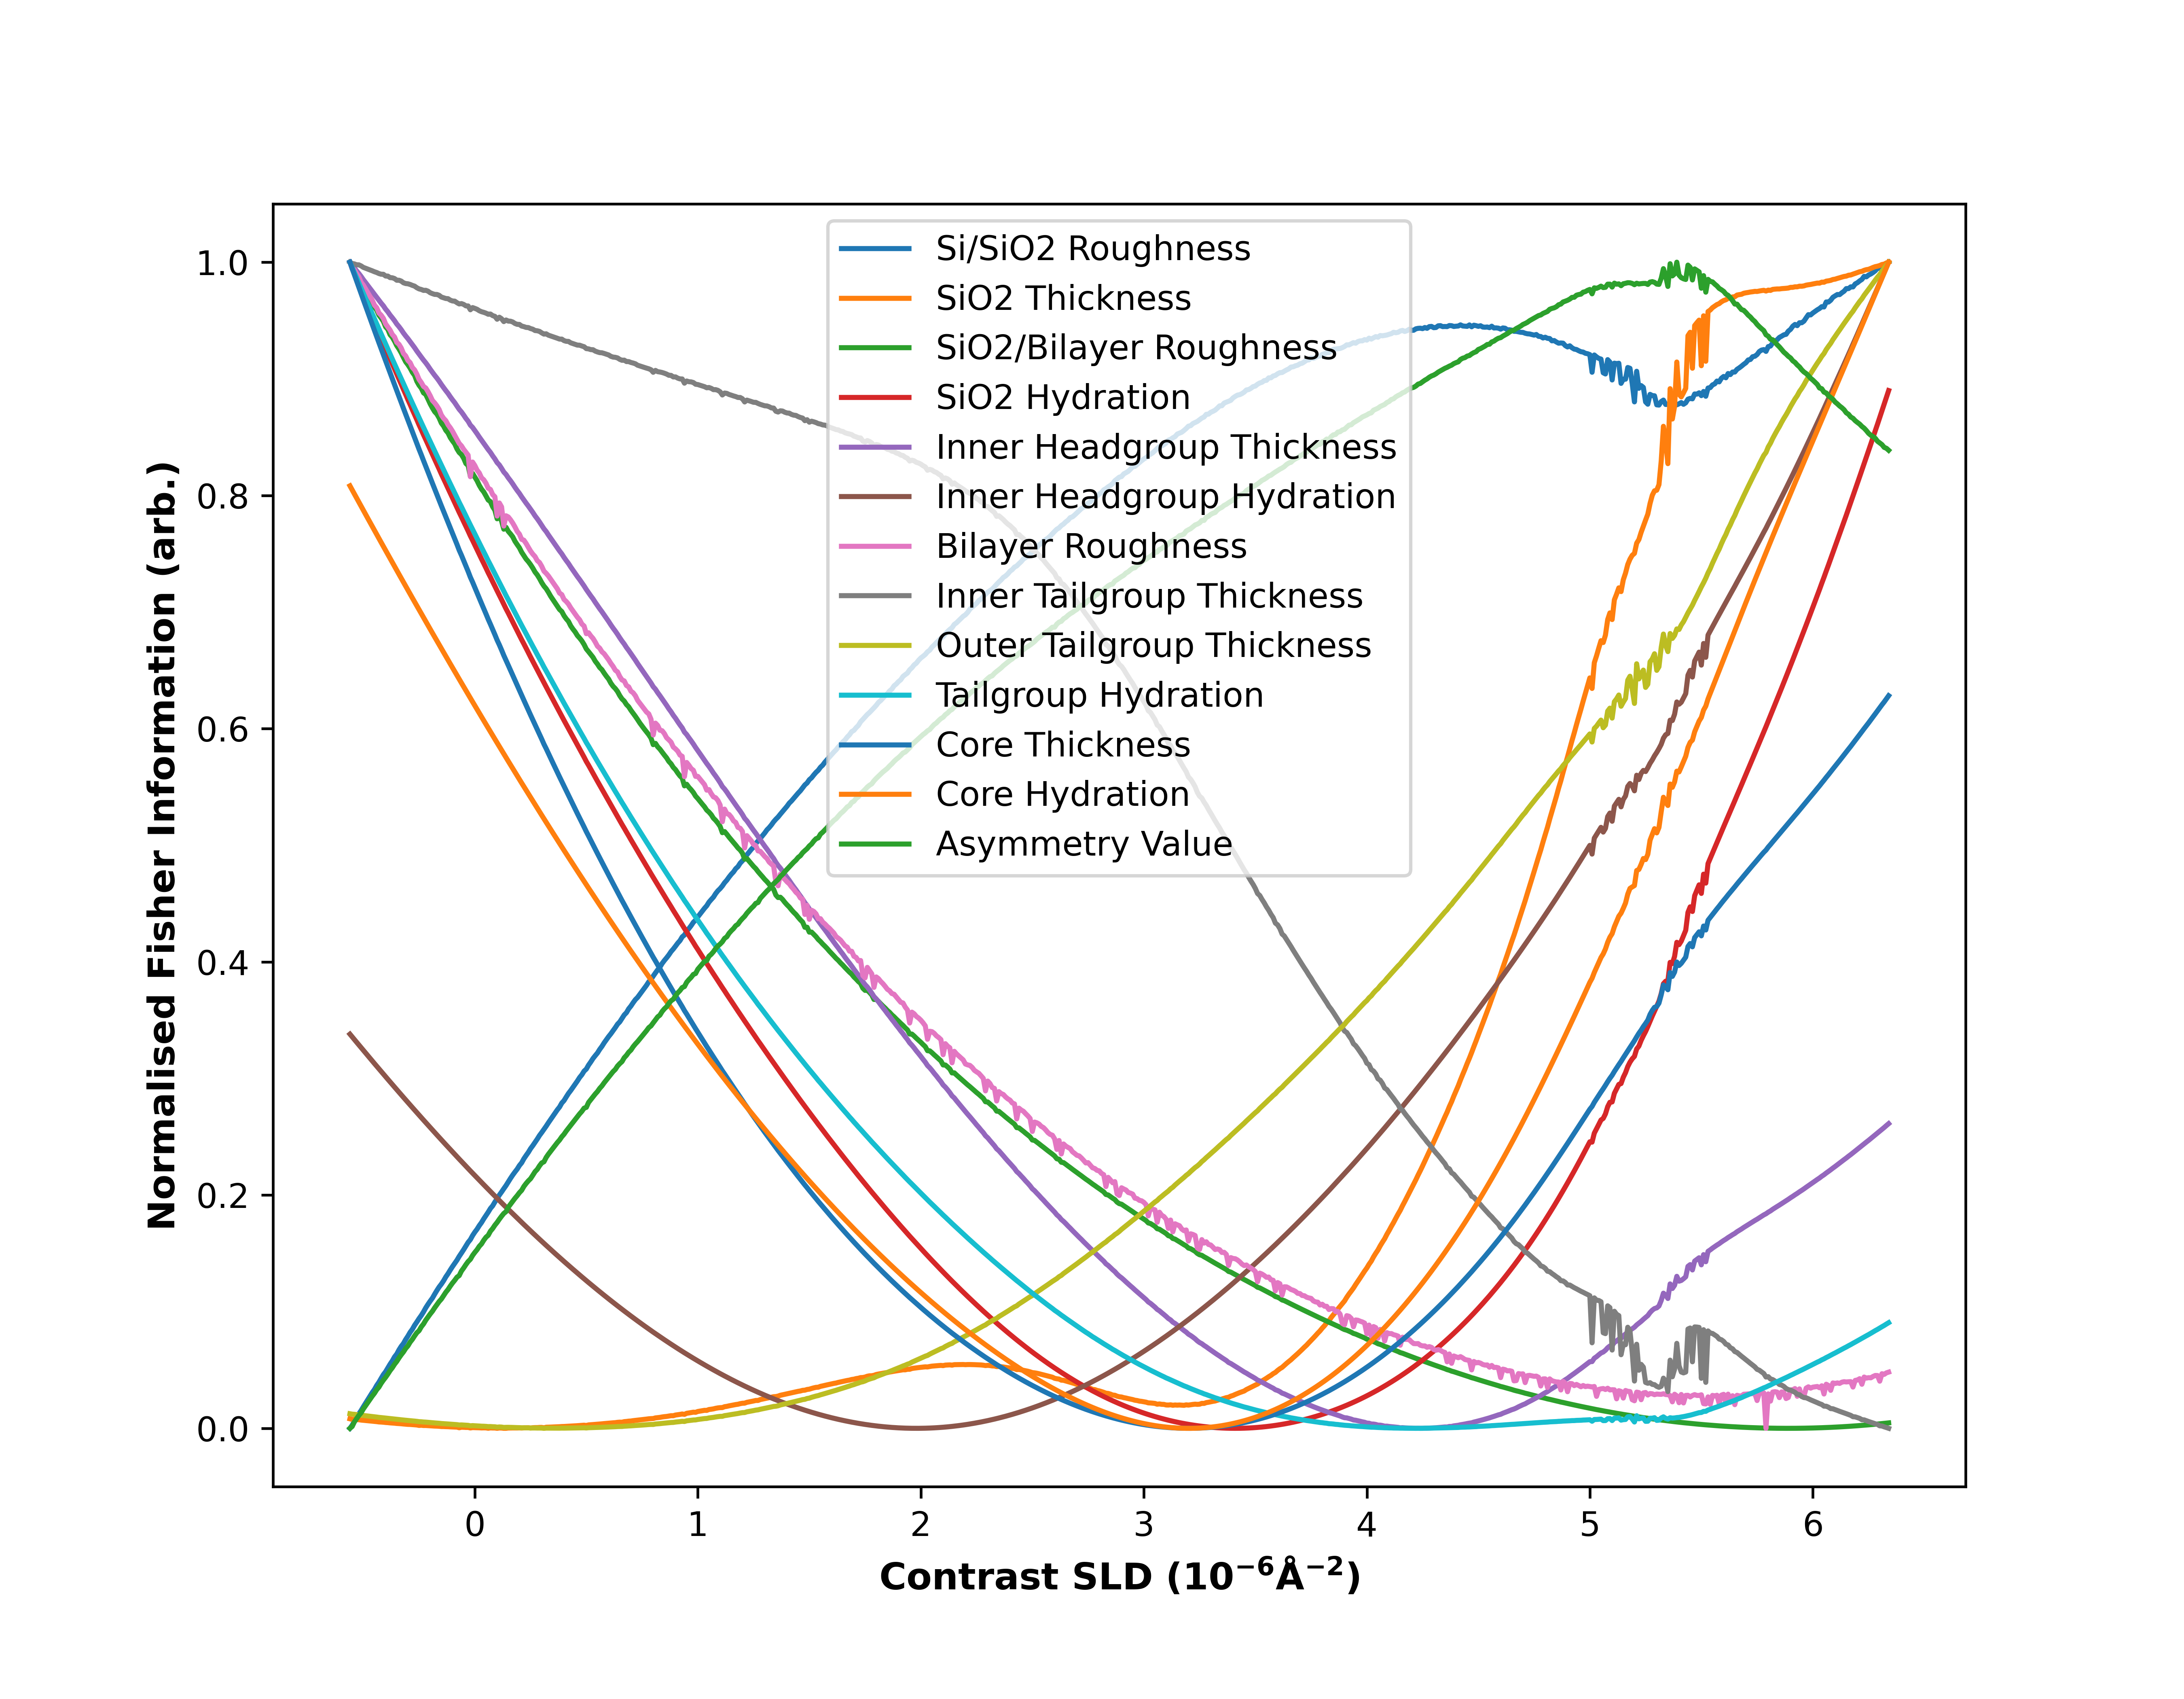 Normalised Fisher Information (arb.)
1.0
0.8
0.6
0.4
0.2
0.0
Si/SiO2 Roughness
SiO2 Thickness
SiO2/Bilayer Roughness
SiO2 Hydration
Inner Headgroup Thickness
Inner Headgroup Hydration
Bilayer Roughness
Inner Tailgroup Thickness
Outer Tailgroup Thickness
Tailgroup Hydration
Core Thickness
Core Hydration
Asymmetry Value
0 1 2 3 4 5 6
Contrast SLD (10⁻⁶Å⁻²)